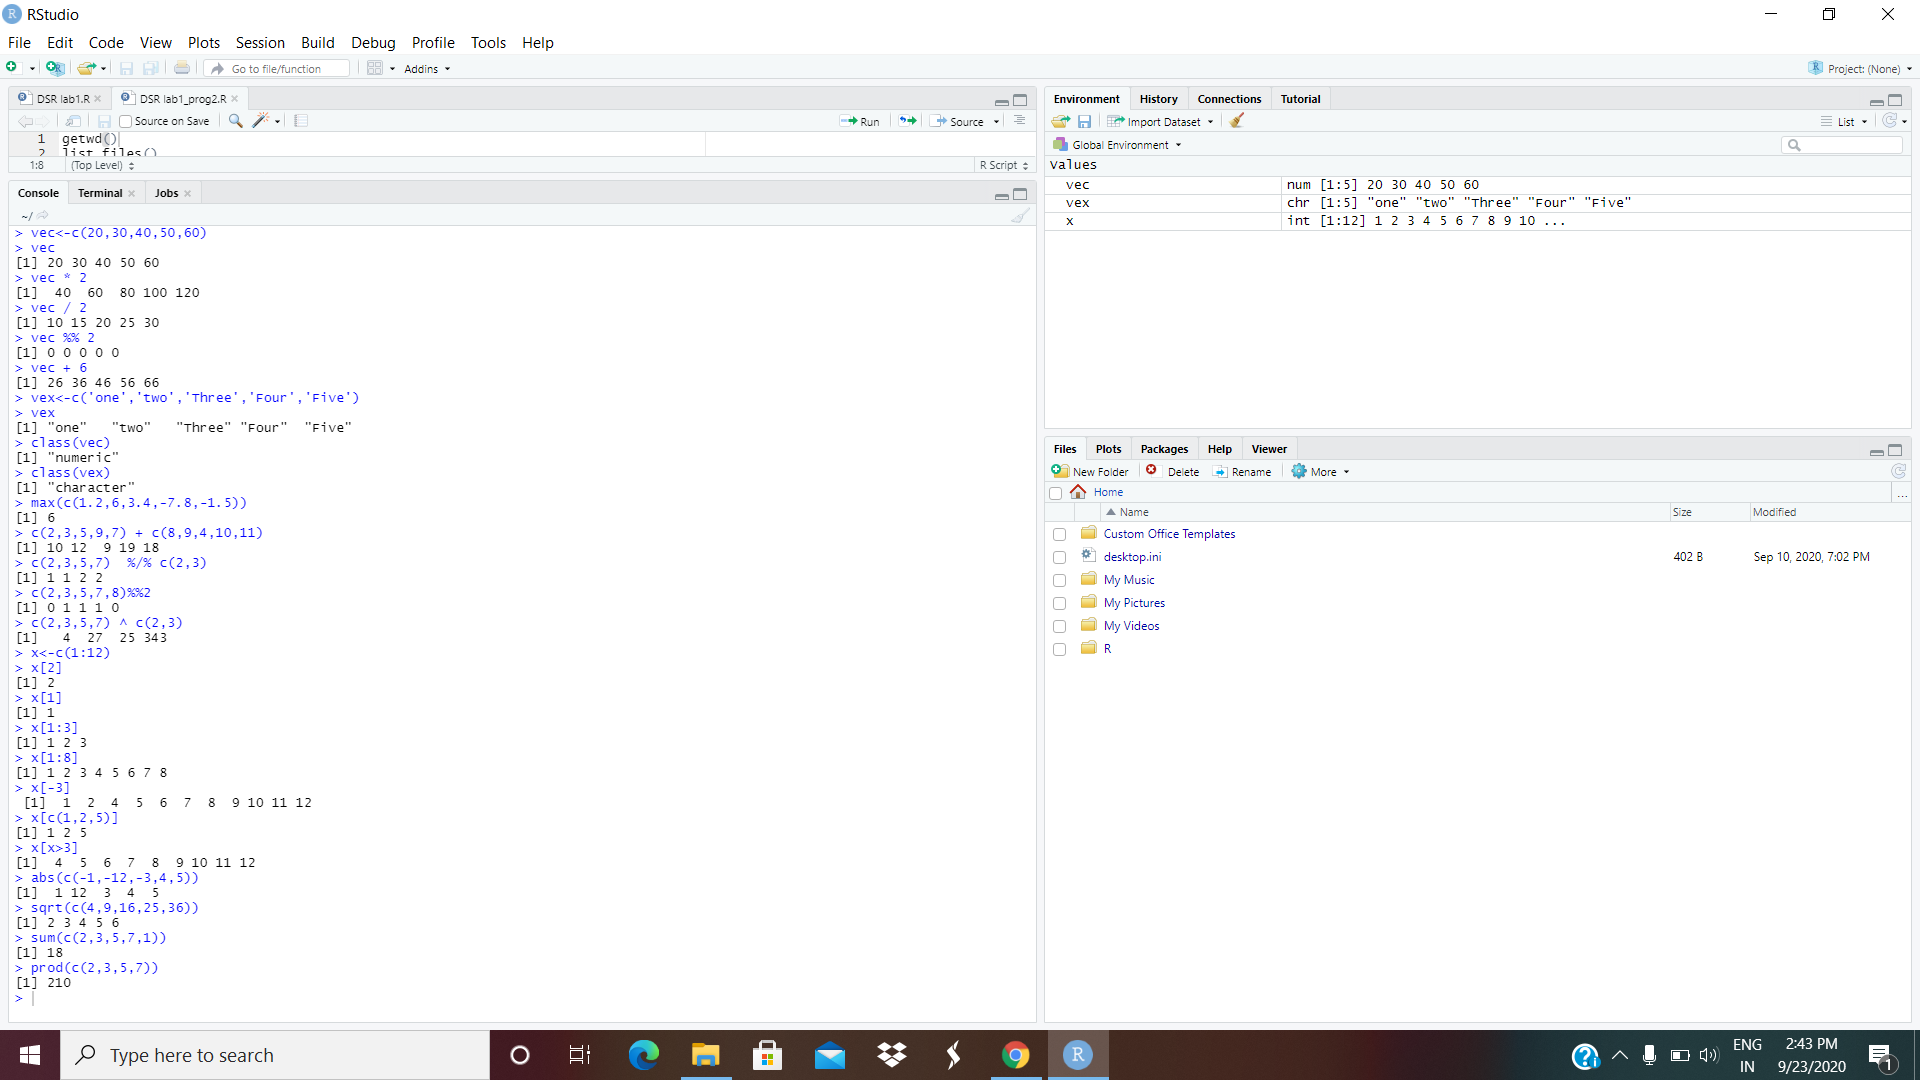 RStudio
File Edit Code View Plots Session Build Debug Profile Tools Help
Go to file/function Addins Project: (None)
DSR lab1.R DSR lab1_prog2.R
Source on Save Run Source
1 getwd()
2 list.files()
1:8 (Top Level) R Script
Console Terminal Jobs
~/
> vec<-c(20,30,40,50,60)
> vec
[1] 20 30 40 50 60
> vec * 2
[1]  40  60  80 100 120
> vec / 2
[1] 10 15 20 25 30
> vec %% 2
[1] 0 0 0 0 0
> vec + 6
[1] 26 36 46 56 66
> vex<-c('one','two','Three','Four','Five')
> vex
[1] "one"   "two"   "Three" "Four"  "Five"
> class(vec)
[1] "numeric"
> class(vex)
[1] "character"
> max(c(1.2,6,3.4,-7.8,-1.5))
[1] 6
> c(2,3,5,9,7) + c(8,9,4,10,11)
[1] 10 12  9 19 18
> c(2,3,5,7)  %/% c(2,3)
[1] 1 1 2 2
> c(2,3,5,7,8)%%2
[1] 0 1 1 1 0
> c(2,3,5,7) ^ c(2,3)
[1]   4  27  25 343
> x<-c(1:12)
> x[2]
[1] 2
> x[1]
[1] 1
> x[1:3]
[1] 1 2 3
> x[1:8]
[1] 1 2 3 4 5 6 7 8
> x[-3]
[1]  1  2  4  5  6  7  8  9 10 11 12
> x[c(1,2,5)]
[1] 1 2 5
> x[x>3]
[1]  4  5  6  7  8  9 10 11 12
> abs(c(-1,-12,-3,4,5))
[1]  1 12  3  4  5
> sqrt(c(4,9,16,25,36))
[1] 2 3 4 5 6
> sum(c(2,3,5,7,1))
[1] 18
> prod(c(2,3,5,7))
[1] 210
>
Environment History Connections Tutorial
Import Dataset List
Global Environment
Values
vec num [1:5] 20 30 40 50 60
vex chr [1:5] "one" "two" "Three" "Four" "Five"
x int [1:12] 1 2 3 4 5 6 7 8 9 10 ...
Files Plots Packages Help Viewer
New Folder Delete Rename More
Home ...
Name Size Modified
Custom Office Templates
desktop.ini 402 B Sep 10, 2020, 7:02 PM
My Music
My Pictures
My Videos
R
Type here to search
ENG 2:43 PM
IN 9/23/2020 1